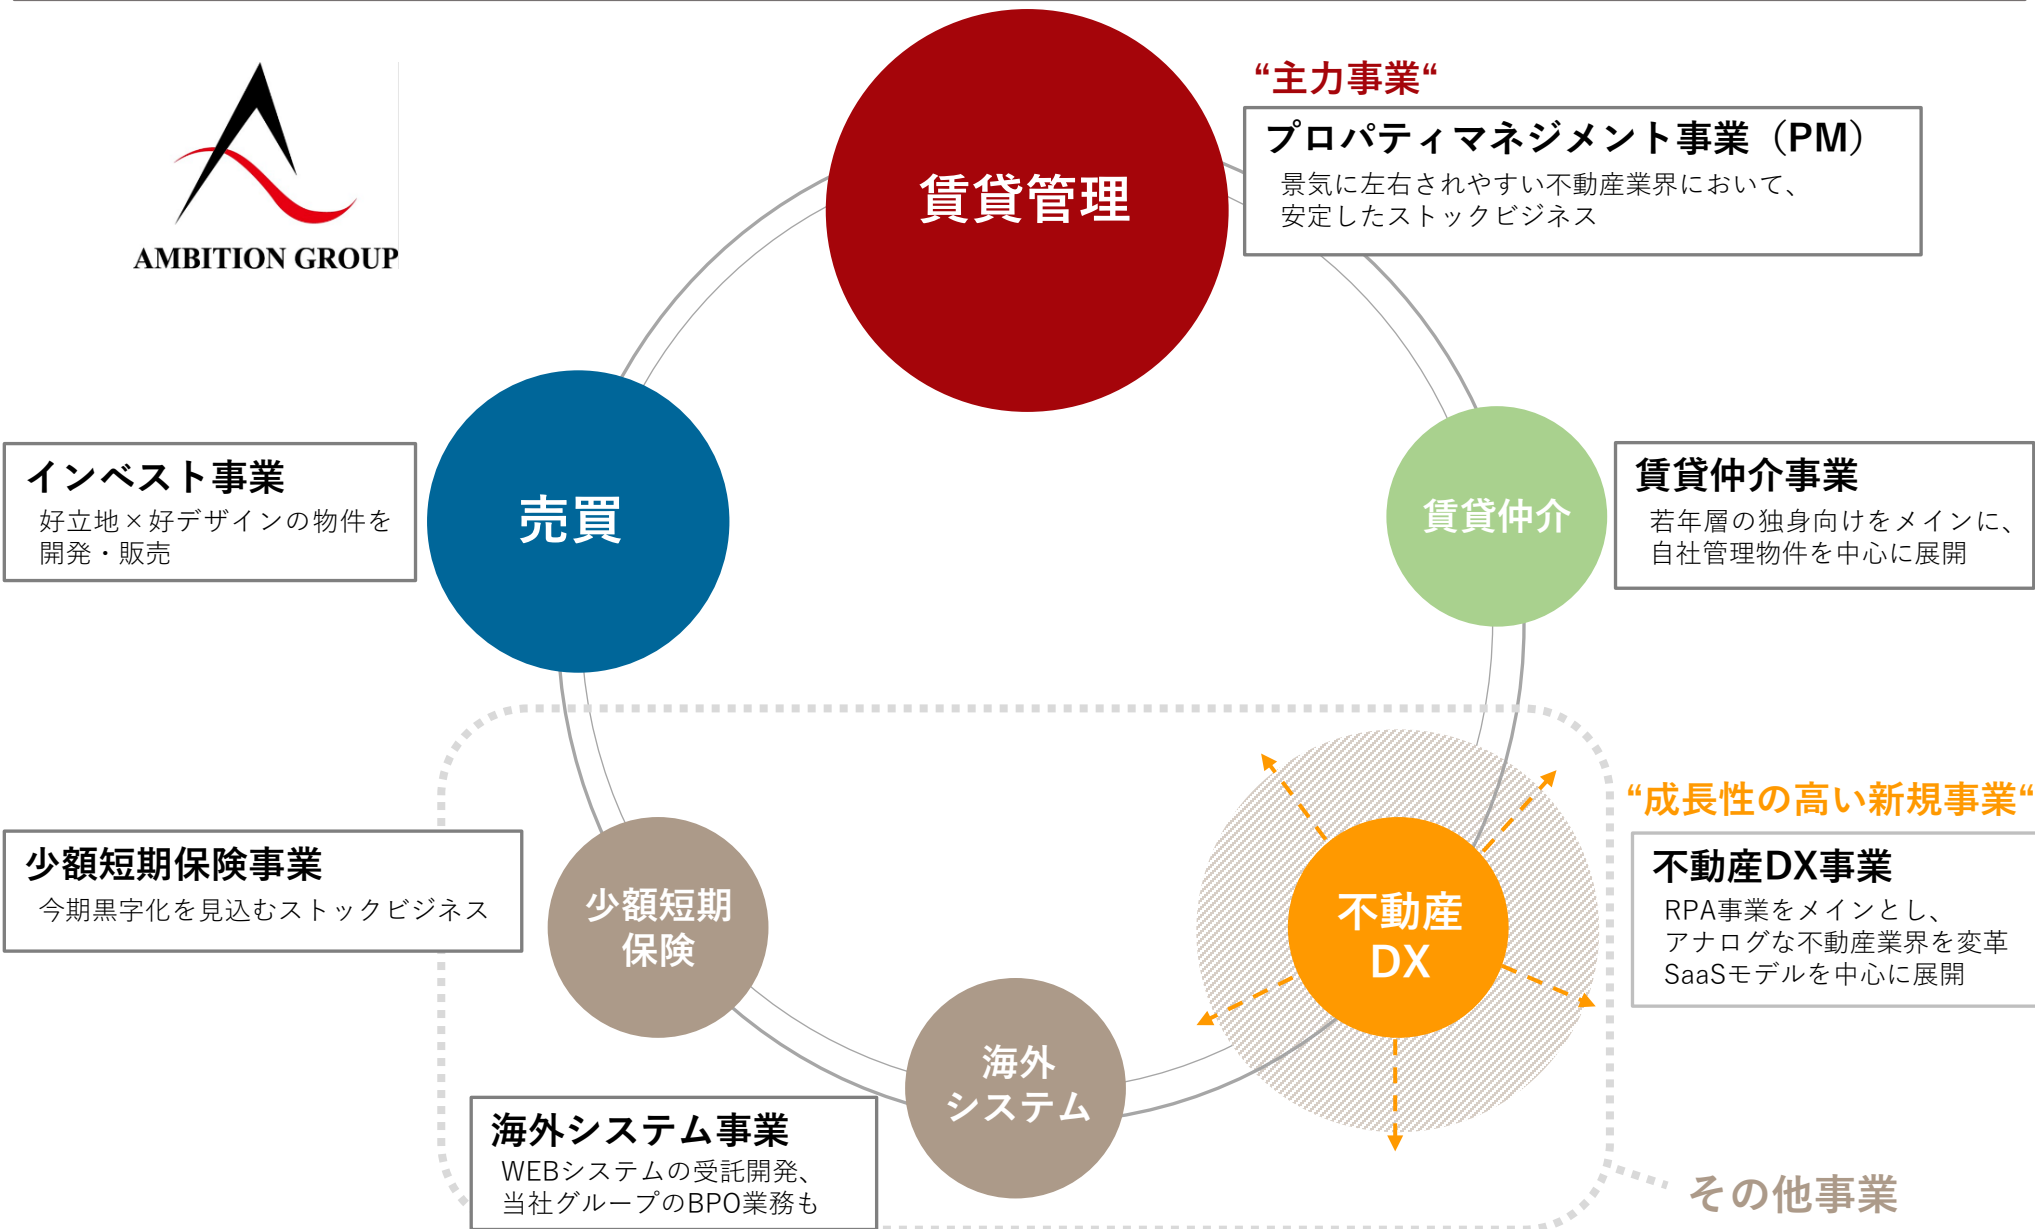 AMBITION GROUP
“主力事業“
プロパティマネジメント事業（PM）
景気に左右されやすい不動産業界において、
安定したストックビジネス
賃貸管理
インベスト事業
好立地×好デザインの物件を
開発・販売
売買
賃貸仲介
賃貸仲介事業
若年層の独身向けをメインに、
自社管理物件を中心に展開
“成長性の高い新規事業“
不動産DX事業
RPA事業をメインとし、
アナログな不動産業界を変革
SaaSモデルを中心に展開
不動産
DX
少額短期保険事業
今期黒字化を見込むストックビジネス
少額短期
保険
海外
システム
海外システム事業
WEBシステムの受託開発、
当社グループのBPO業務も
その他事業